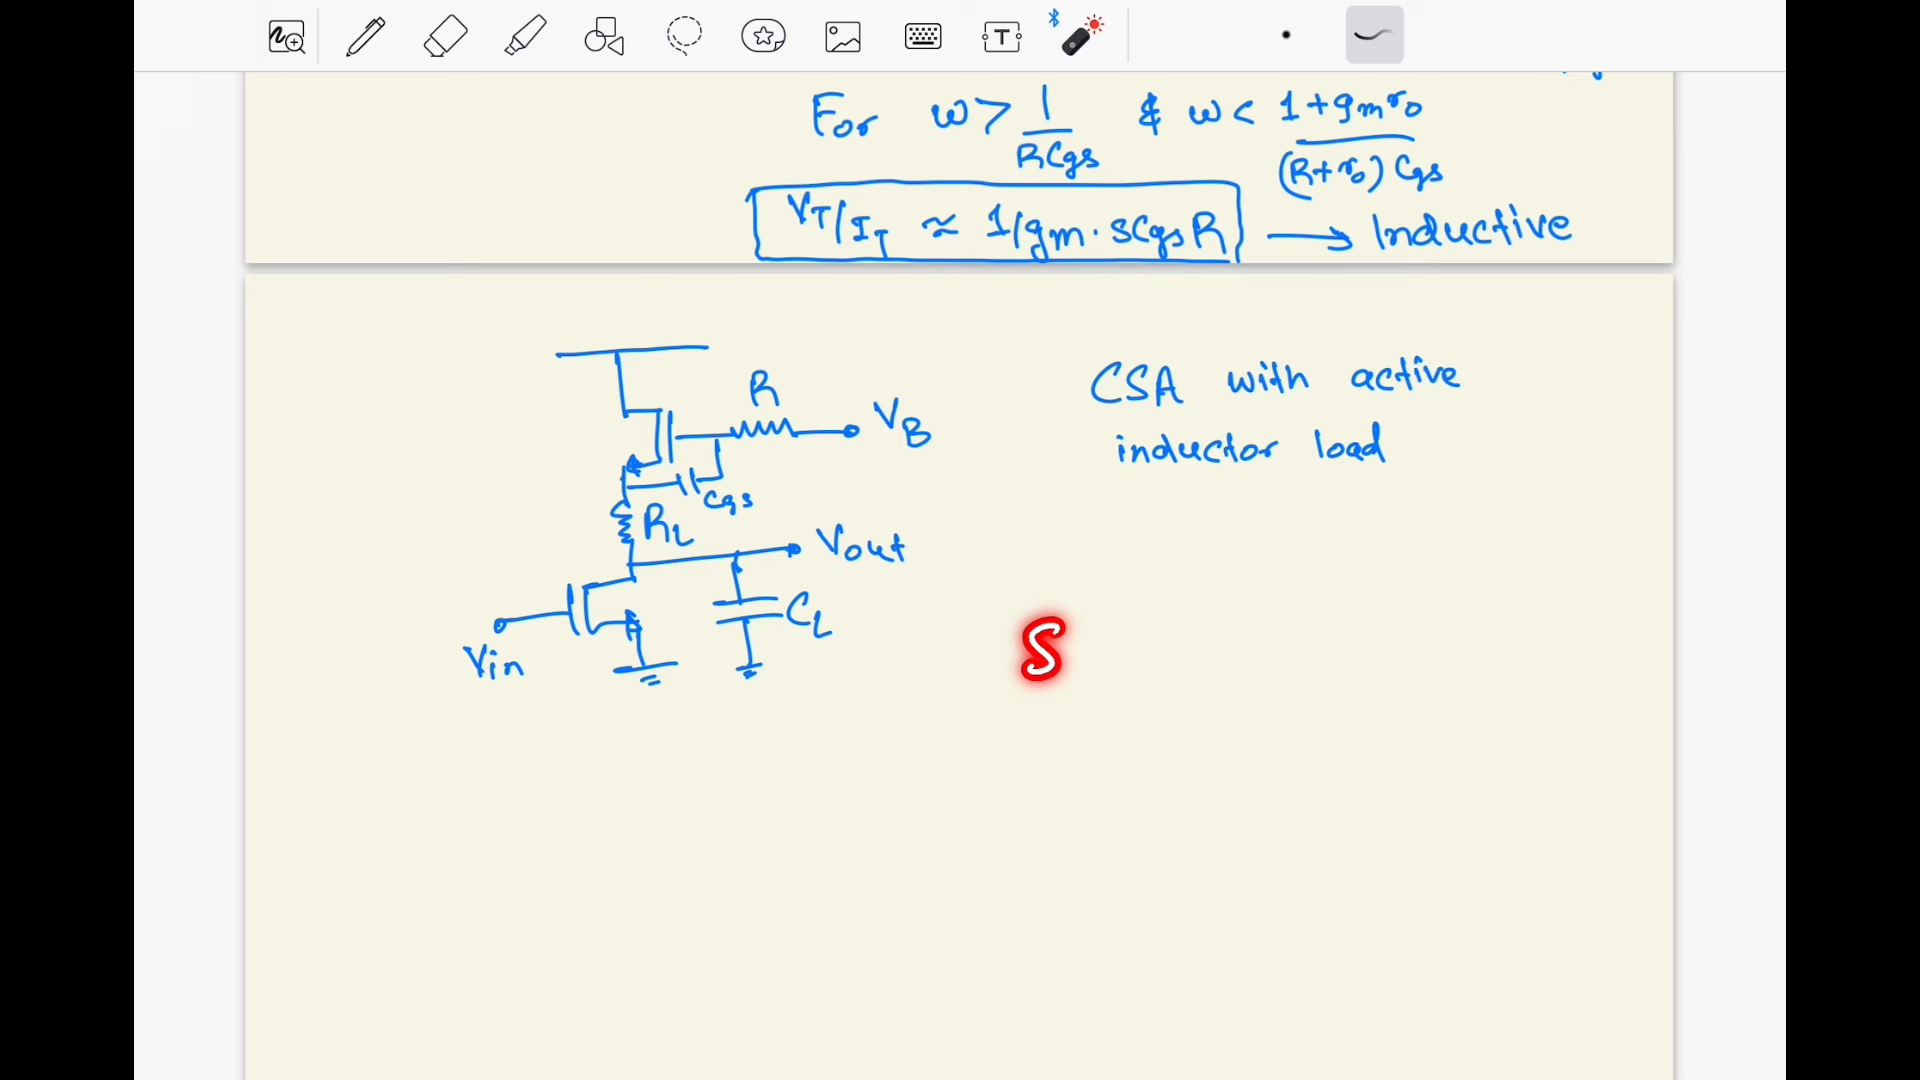 For ω > 1/RCgs & ω < 1+gmro/(R+ro)Cgs
VT/IT ≈ 1/gm · sCgsR → Inductive
R
VB
CSA with active
inductor load
Cgs
RL
Vout
CL
Vin
S
T